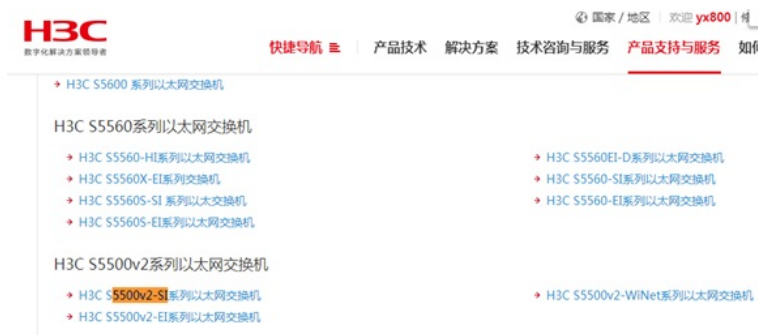 国家 / 地区 欢迎 yx800
H3C
数字化解决方案领导者
快捷导航 产品技术 解决方案 技术咨询与服务 产品支持与服务 如何
H3C S5600 系列以太网交换机
H3C S5560系列以太网交换机
H3C S5560-HI系列以太网交换机 H3C S5560EI-D系列以太网交换机
H3C S5560X-EI系列交换机 H3C S5560-SI系列以太网交换机
H3C S5560S-SI 系列以太交换机 H3C S5560-EI系列以太网交换机
H3C S5560S-EI系列以太网交换机
H3C S5500v2系列以太网交换机
H3C S5500v2-SI系列以太网交换机 H3C S5500v2-WiNet系列以太网交换机
H3C S5500v2-EI系列以太网交换机